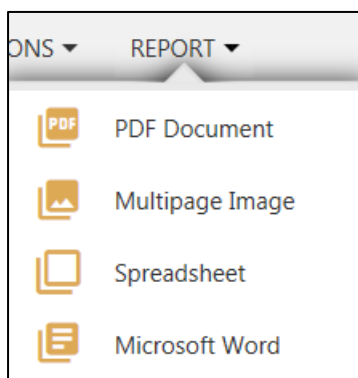 ONS REPORT
PDF PDF Document
Multipage Image
Spreadsheet
Microsoft Word